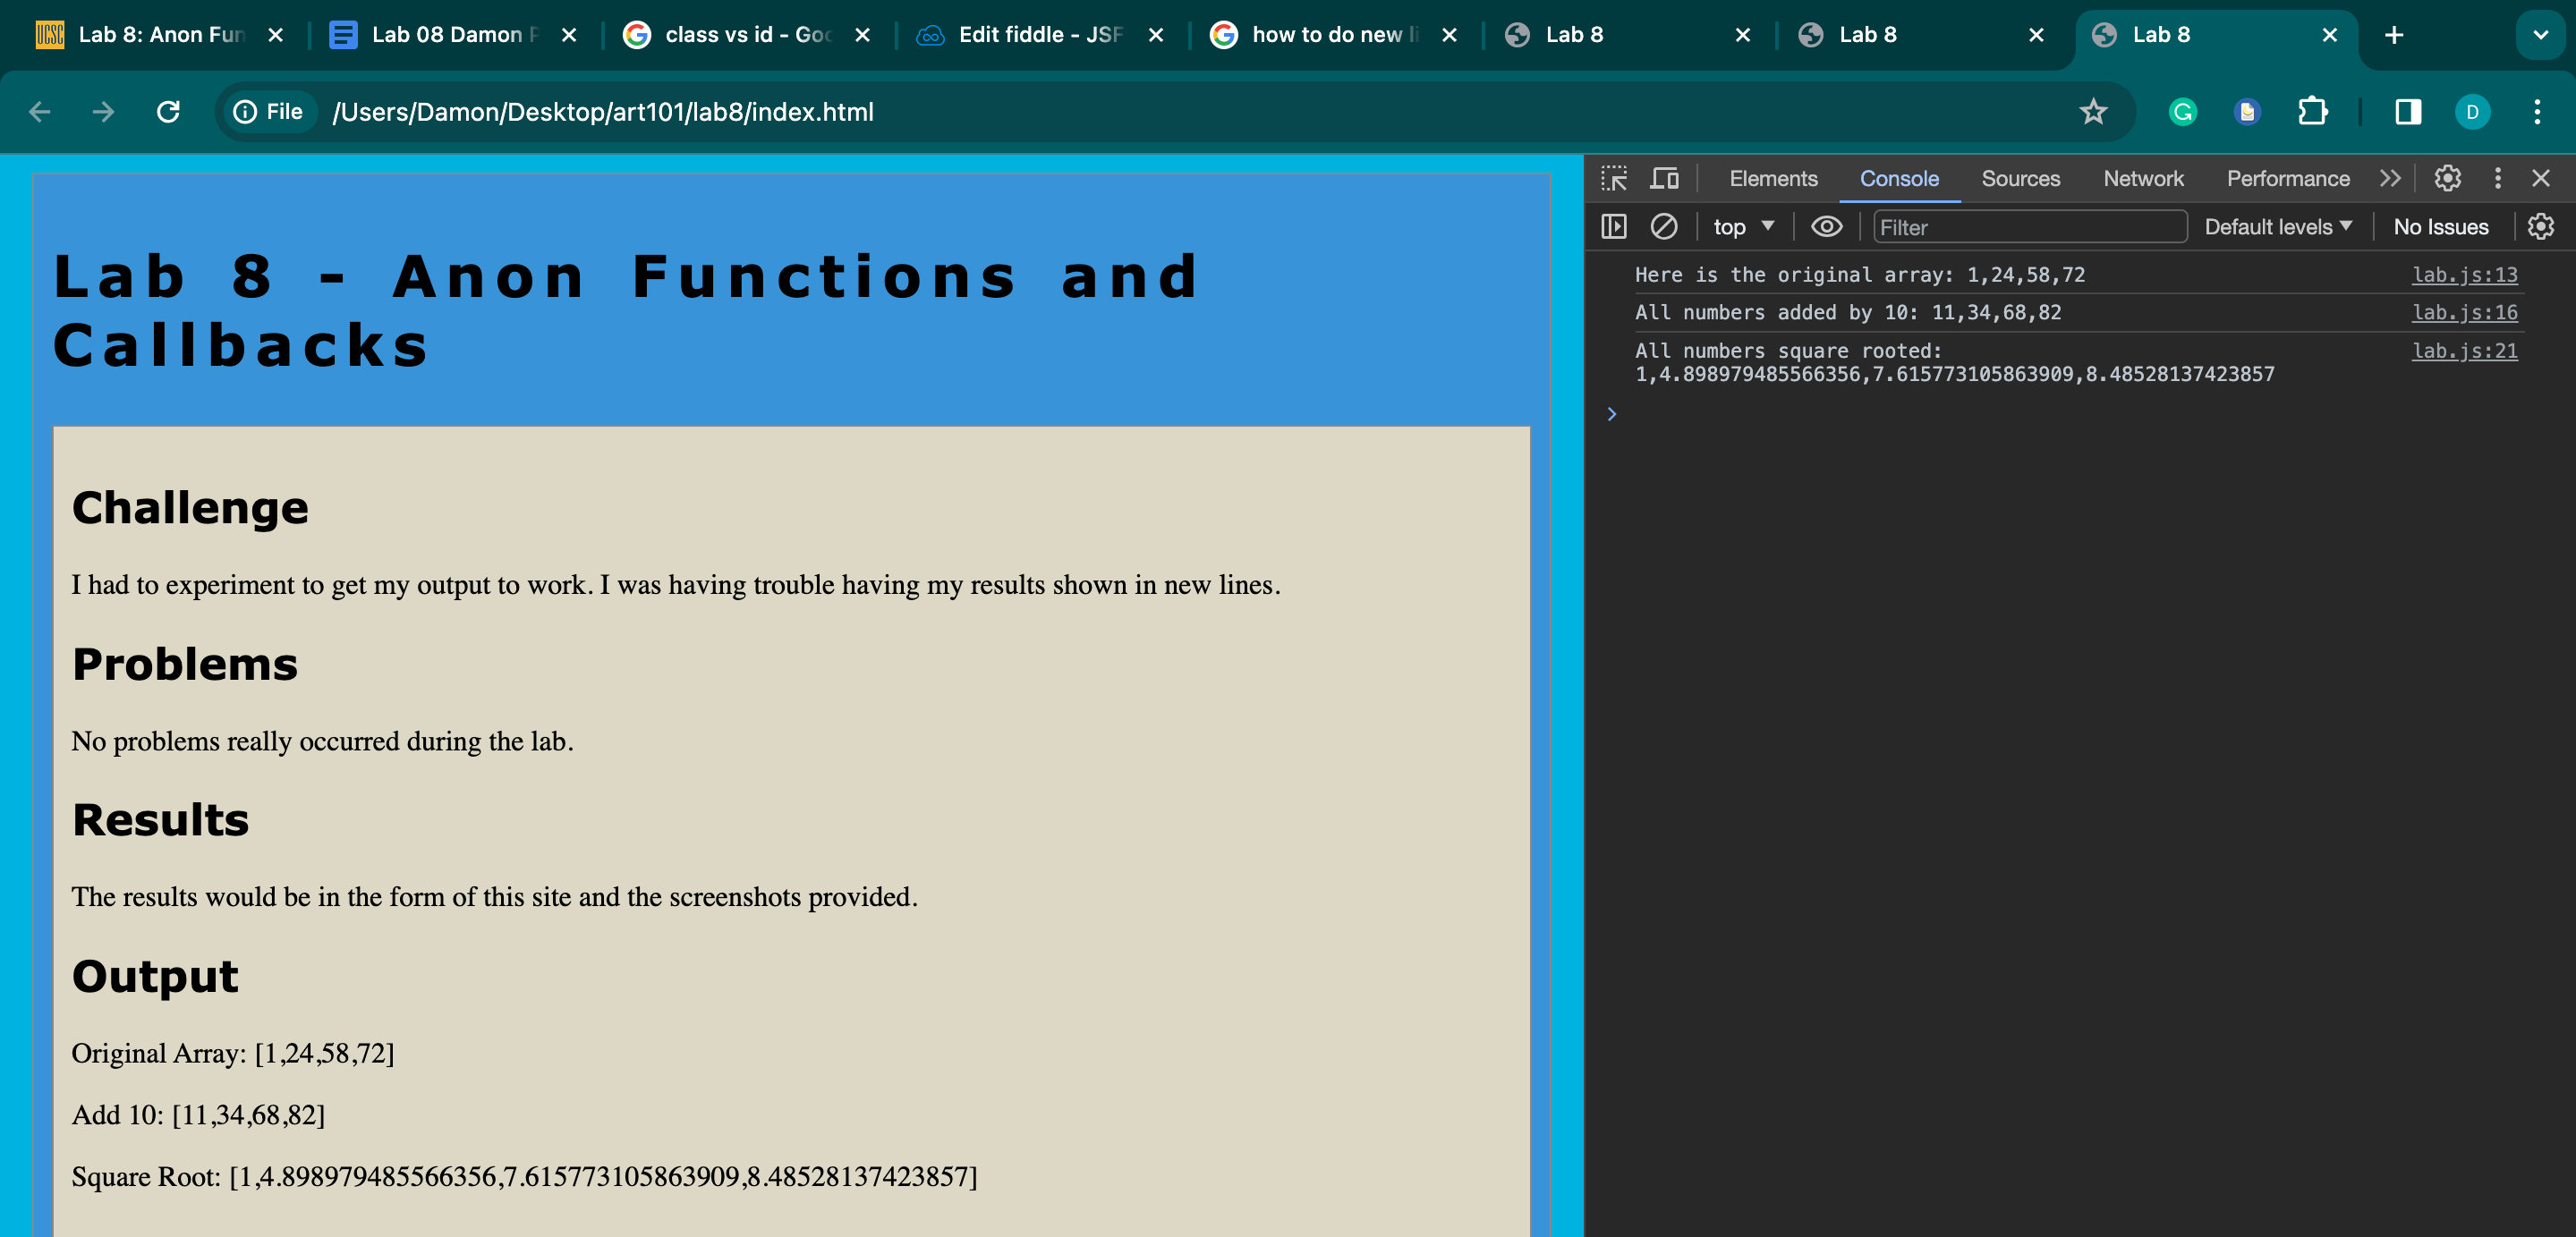 UCSC Lab 8: Anon Fun
Lab 08 Damon
class vs id - Goo
Edit fiddle - JSF
how to do new li
Lab 8
Lab 8
Lab 8
File /Users/Damon/Desktop/art101/lab8/index.html
D
Elements Console Sources Network Performance
top Filter Default levels No Issues
Lab 8 - Anon Functions and
Callbacks
Challenge
I had to experiment to get my output to work. I was having trouble having my results shown in new lines.
Problems
No problems really occurred during the lab.
Results
The results would be in the form of this site and the screenshots provided.
Output
Original Array: [1,24,58,72]
Add 10: [11,34,68,82]
Square Root: [1,4.898979485566356,7.615773105863909,8.48528137423857]
Here is the original array: 1,24,58,72 lab.js:13
All numbers added by 10: 11,34,68,82 lab.js:16
All numbers square rooted: lab.js:21
1,4.898979485566356,7.615773105863909,8.48528137423857